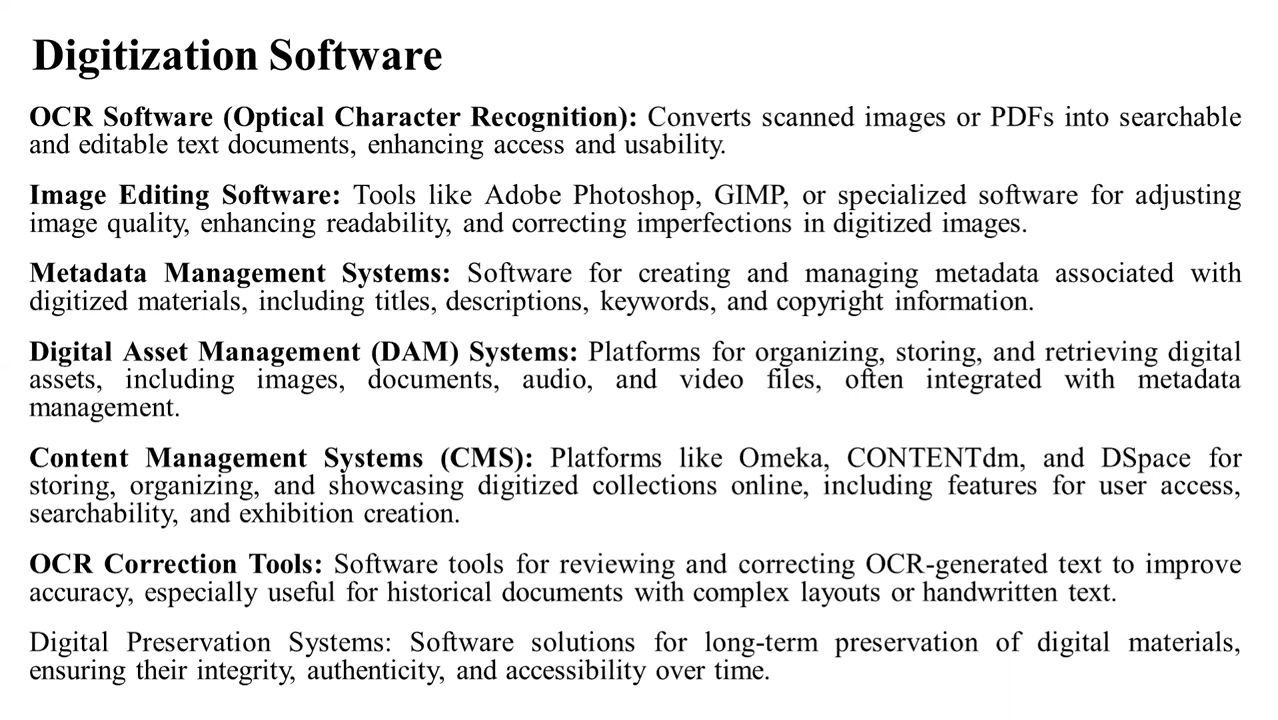 Digitization Software
OCR Software (Optical Character Recognition): Converts scanned images or PDFs into searchable
and editable text documents, enhancing access and usability.
Image Editing Software: Tools like Adobe Photoshop, GIMP, or specialized software for adjusting
image quality, enhancing readability, and correcting imperfections in digitized images.
Metadata Management Systems: Software for creating and managing metadata associated with
digitized materials, including titles, descriptions, keywords, and copyright information.
Digital Asset Management (DAM) Systems: Platforms for organizing, storing, and retrieving digital
assets, including images, documents, audio, and video files, often integrated with metadata
management.
Content Management Systems (CMS): Platforms like Omeka, CONTENTdm, and DSpace for
storing, organizing, and showcasing digitized collections online, including features for user access,
searchability, and exhibition creation.
OCR Correction Tools: Software tools for reviewing and correcting OCR-generated text to improve
accuracy, especially useful for historical documents with complex layouts or handwritten text.
Digital Preservation Systems: Software solutions for long-term preservation of digital materials,
ensuring their integrity, authenticity, and accessibility over time.